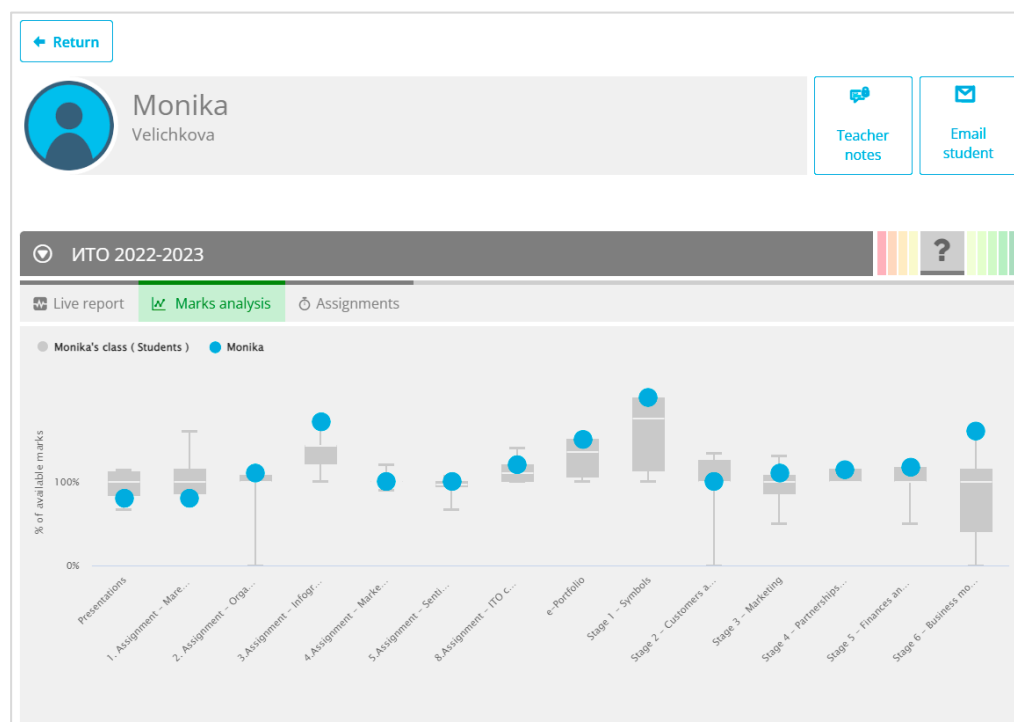 Return
Monika
Velichkova
Teacher
notes
Email
student
ИТО 2022-2023
?
Live report
Marks analysis
Assignments
Monika's class ( Students )
Monika
% of available marks
100%
0%
Presentations
1. Assignment – Mare...
2. Assignment – Orga...
3.Assignment – Infogr...
4.Assignment – Marke...
5.Assignment – Senti...
8.Assignment – ITO c...
e-Portfolio
Stage 1 – Symbols
Stage 2 – Customers a...
Stage 3 – Marketing
Stage 4 – Partnerships...
Stage 5 – Finances an...
Stage 6 – Business mo...